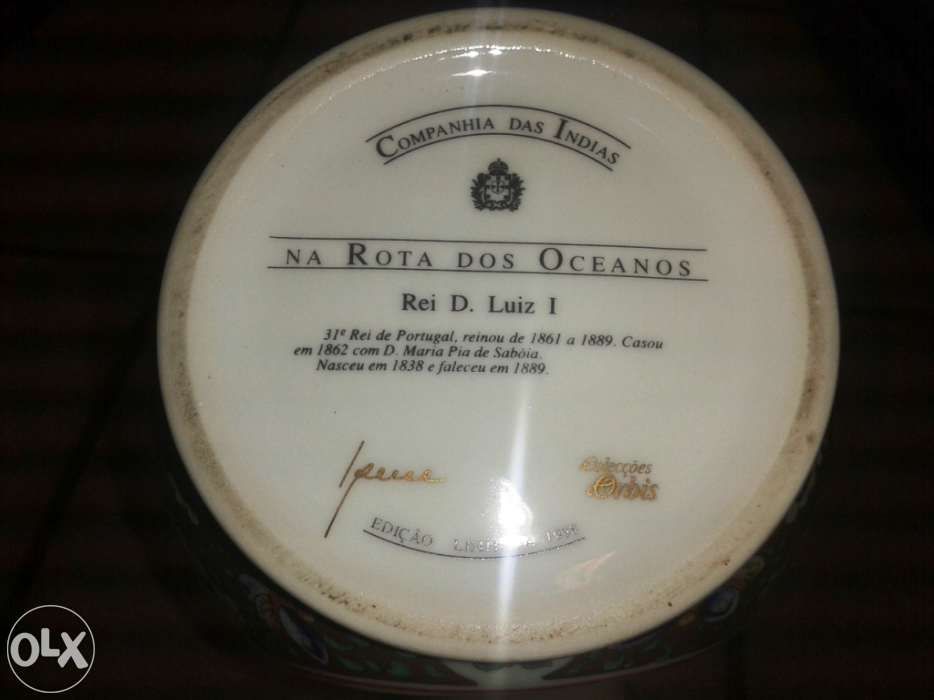 COMPANHIA DAS INDIAS
NA ROTA DOS OCEANOS
Rei D. Luiz I
31º Rei de Portugal, reinou de 1861 a 1889. Casou
em 1862 com D. Maria Pia de Sabóia.
Nasceu em 1838 e faleceu em 1889.
Colecções
Orbis
EDIÇÃO
OLX